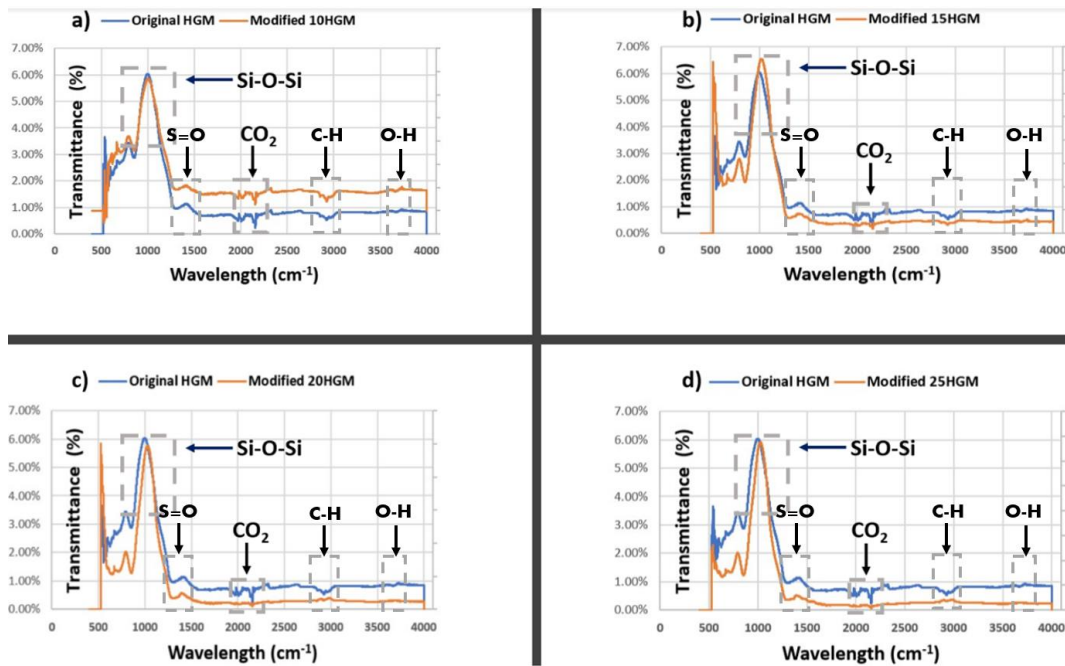 a) Original HGM Modified 10HGM
7.00%
6.00%
5.00%
4.00%
3.00%
2.00%
1.00%
0.00%
Transmittance (%)
Si-O-Si
S=O
CO2
C-H
O-H
0 500 1000 1500 2000 2500 3000 3500 4000
Wavelength (cm-1)
b) Original HGM Modified 15HGM
7.00%
6.00%
5.00%
4.00%
3.00%
2.00%
1.00%
0.00%
Transmittance (%)
Si-O-Si
S=O
CO2
C-H
O-H
0 500 1000 1500 2000 2500 3000 3500 4000
Wavelength (cm-1)
c) Original HGM Modified 20HGM
7.00%
6.00%
5.00%
4.00%
3.00%
2.00%
1.00%
0.00%
Transmittance (%)
Si-O-Si
S=O
CO2
C-H
O-H
0 500 1000 1500 2000 2500 3000 3500 4000
Wavelength (cm-1)
d) Original HGM Modified 25HGM
7.00%
6.00%
5.00%
4.00%
3.00%
2.00%
1.00%
0.00%
Transmittance (%)
Si-O-Si
S=O
CO2
C-H
O-H
0 500 1000 1500 2000 2500 3000 3500 4000
Wavelength (cm-1)